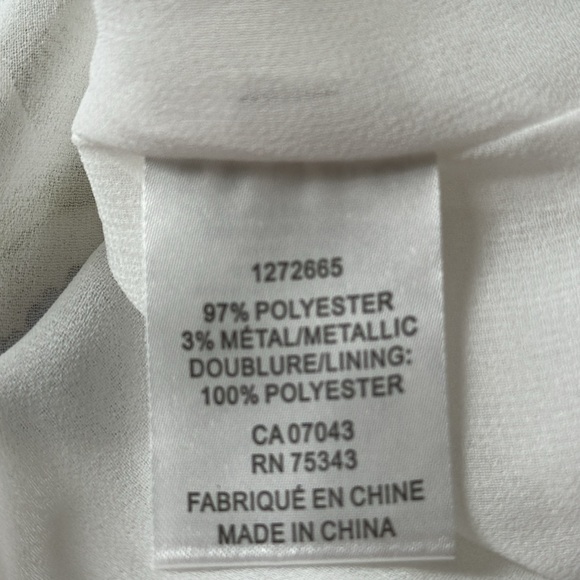 1272665
97% POLYESTER
3% MÉTAL/METALLIC
DOUBLURE/LINING:
100% POLYESTER
CA 07043
RN 75343
FABRIQUÉ EN CHINE
MADE IN CHINA